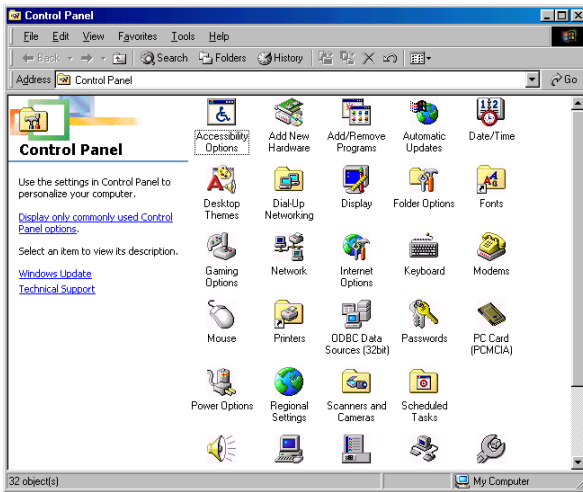 Control Panel
File Edit View Favorites Tools Help
Back Search Folders History
Address Control Panel Go
Control Panel
Use the settings in Control Panel to
personalize your computer.
Display only commonly used Control
Panel options.
Select an item to view its description.
Windows Update
Technical Support
Accessibility
Options
Add New
Hardware
Add/Remove
Programs
Automatic
Updates
Date/Time
Desktop
Themes
Dial-Up
Networking
Display
Folder Options
Fonts
Gaming
Options
Network
Internet
Options
Keyboard
Modems
Mouse
Printers
ODBC Data
Sources (32bit)
Passwords
PC Card
(PCMCIA)
Power Options
Regional
Settings
Scanners and
Cameras
Scheduled
Tasks
32 object(s) My Computer